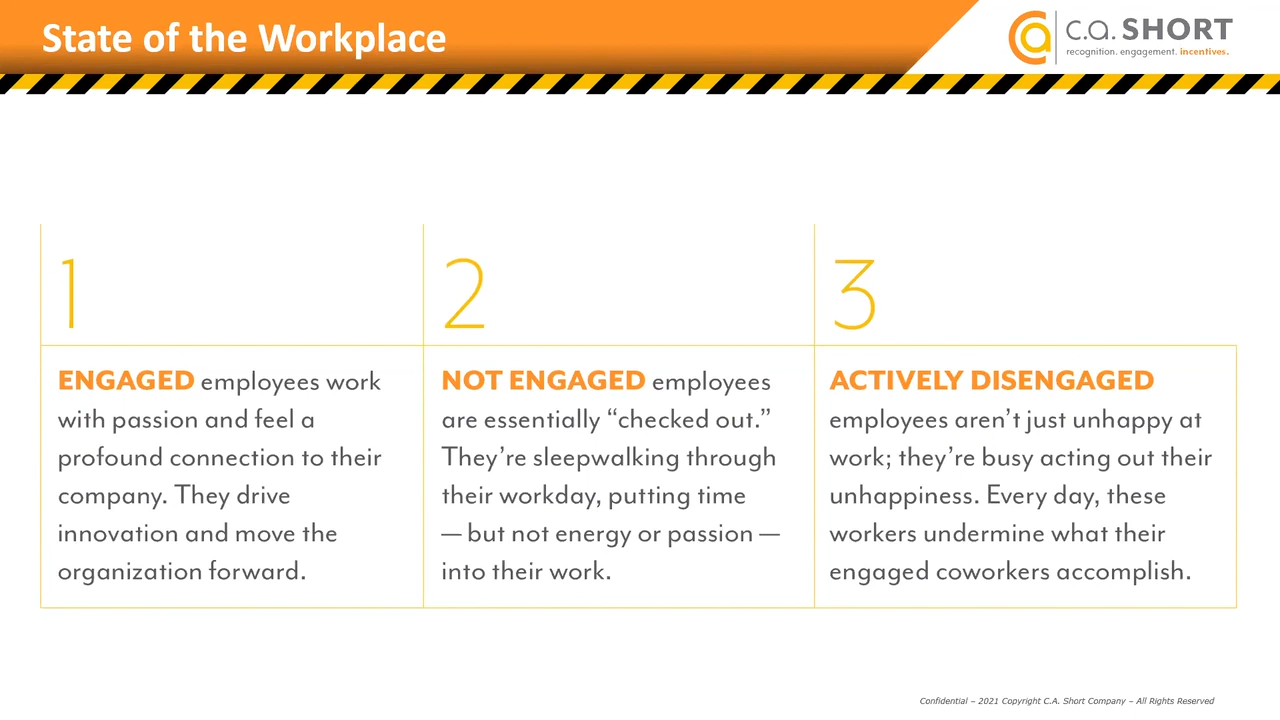 State of the Workplace
c.a. SHORT
recognition. engagement. incentives.
1
ENGAGED employees work
with passion and feel a
profound connection to their
company. They drive
innovation and move the
organization forward.
2
NOT ENGAGED employees
are essentially “checked out.”
They’re sleepwalking through
their workday, putting time
— but not energy or passion —
into their work.
3
ACTIVELY DISENGAGED
employees aren’t just unhappy at
work; they’re busy acting out their
unhappiness. Every day, these
workers undermine what their
engaged coworkers accomplish.
Confidential – 2021 Copyright C.A. Short Company – All Rights Reserved